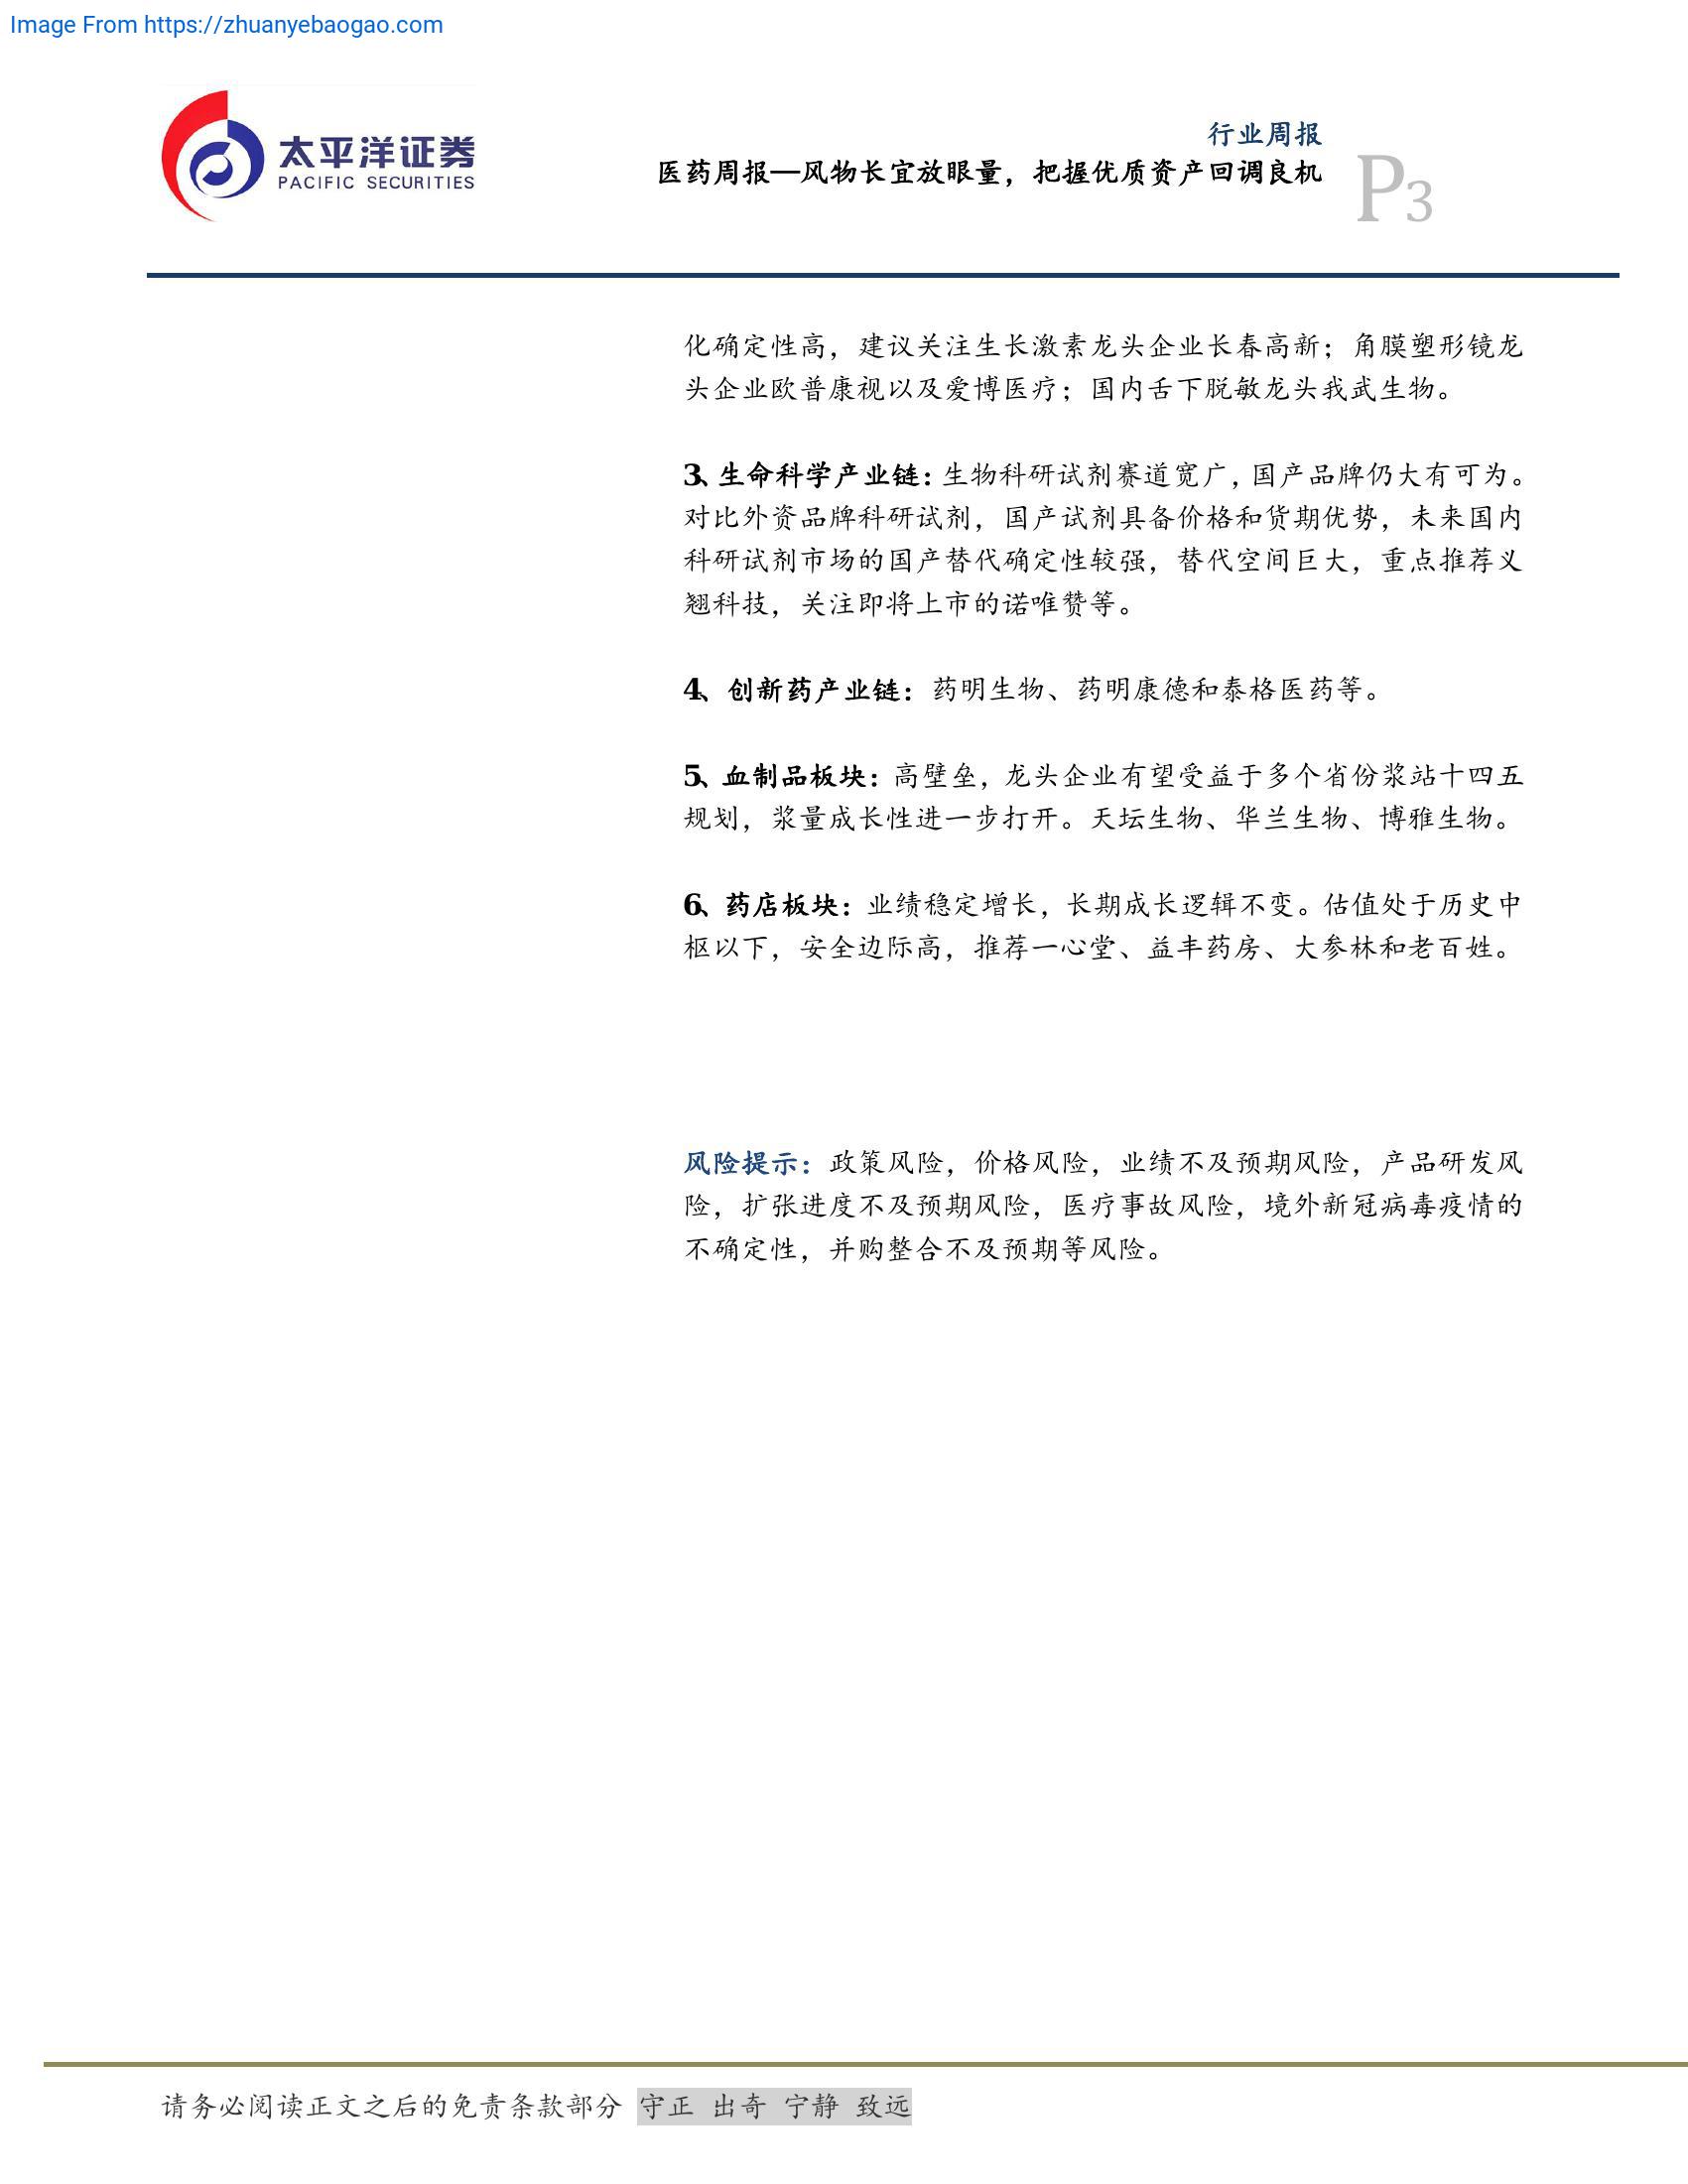 Image From https://zhuanyebaogao.com
太平洋证券
PACIFIC SECURITIES
行业周报
医药周报—风物长宜放眼量，把握优质资产回调良机
P3
化确定性高，建议关注生长激素龙头企业长春高新；角膜塑形镜龙
头企业欧普康视以及爱博医疗；国内舌下脱敏龙头我武生物。
3、生命科学产业链：生物科研试剂赛道宽广，国产品牌仍大有可为。
对比外资品牌科研试剂，国产试剂具备价格和货期优势，未来国内
科研试剂市场的国产替代确定性较强，替代空间巨大，重点推荐义
翘科技，关注即将上市的诺唯赞等。
4、创新药产业链：药明生物、药明康德和泰格医药等。
5、血制品板块：高壁垒，龙头企业有望受益于多个省份浆站十四五
规划，浆量成长性进一步打开。天坛生物、华兰生物、博雅生物。
6、药店板块：业绩稳定增长，长期成长逻辑不变。估值处于历史中
枢以下，安全边际高，推荐一心堂、益丰药房、大参林和老百姓。
风险提示：政策风险，价格风险，业绩不及预期风险，产品研发风
险，扩张进度不及预期风险，医疗事故风险，境外新冠病毒疫情的
不确定性，并购整合不及预期等风险。
请务必阅读正文之后的免责条款部分 守正 出奇 宁静 致远